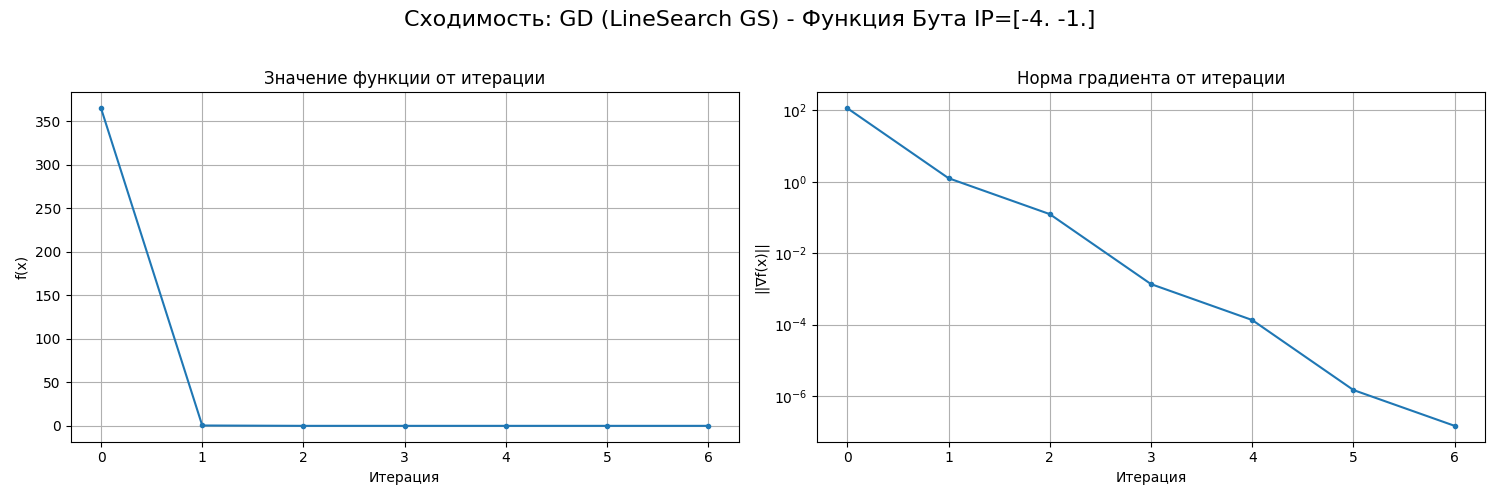 Сходимость: GD (LineSearch GS) - Функция Бута IP=[-4. -1.]
Значение функции от итерации
f(x)
350
300
250
200
150
100
50
0
0 1 2 3 4 5 6
Итерация
Норма градиента от итерации
||∇f(x)||
10²
10⁰
10⁻²
10⁻⁴
10⁻⁶
0 1 2 3 4 5 6
Итерация